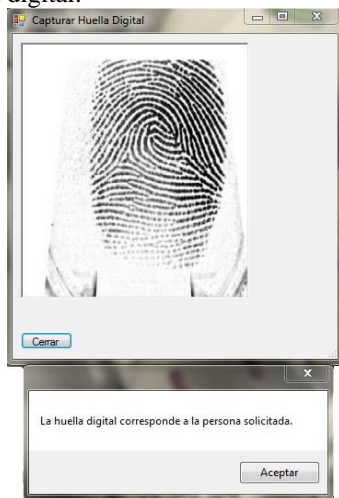 digital.
Capturar Huella Digital
Cerrar
La huella digital corresponde a la persona solicitada.
Aceptar